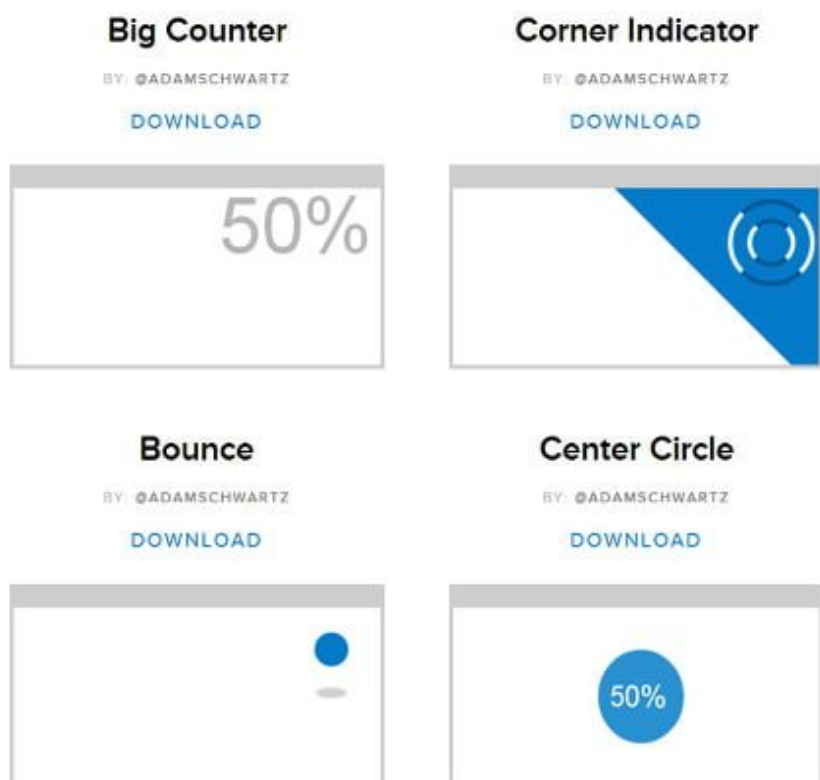 Big Counter
BY: @ADAMSCHWARTZ
DOWNLOAD
50%
Corner Indicator
BY: @ADAMSCHWARTZ
DOWNLOAD
Bounce
BY: @ADAMSCHWARTZ
DOWNLOAD
Center Circle
BY: @ADAMSCHWARTZ
DOWNLOAD
50%